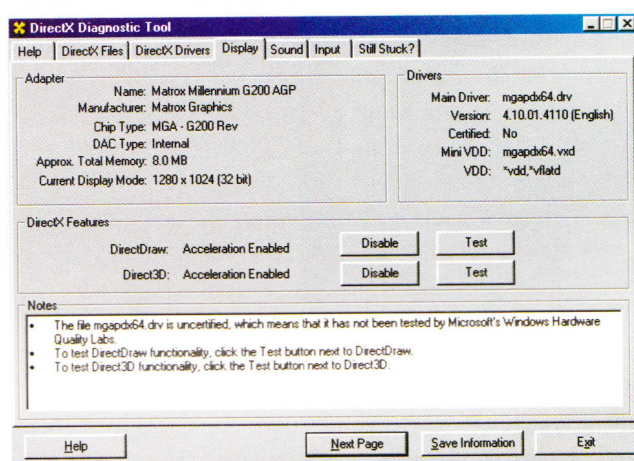 DirectX Diagnostic Tool
Help DirectX Files DirectX Drivers Display Sound Input Still Stuck?
Adapter
Name: Matrox Millennium G200 AGP
Manufacturer: Matrox Graphics
Chip Type: MGA - G200 Rev
DAC Type: Internal
Approx. Total Memory: 8.0 MB
Current Display Mode: 1280 x 1024 (32 bit)
Drivers
Main Driver: mgapdx64.drv
Version: 4.10.01.4110 (English)
Certified: No
Mini VDD: mgapdx64.vxd
VDD: *vdd,*vflatd
DirectX Features
DirectDraw: Acceleration Enabled Disable Test
Direct3D: Acceleration Enabled Disable Test
Notes
• The file mgapdx64.drv is uncertified, which means that it has not been tested by Microsoft's Windows Hardware
Quality Labs.
• To test DirectDraw functionality, click the Test button next to DirectDraw.
• To test Direct3D functionality, click the Test button next to Direct3D.
Help Next Page Save Information Exit